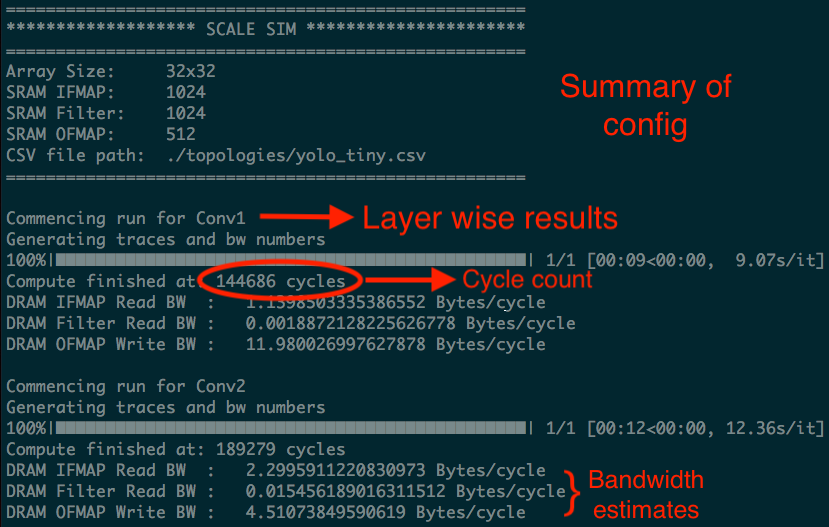 ====================================================
******************* SCALE SIM **********************
====================================================
Array Size:     32x32
SRAM IFMAP:     1024
SRAM Filter:    1024
SRAM OFMAP:     512
CSV file path:  ./topologies/yolo_tiny.csv
====================================================
Summary of
config
Commencing run for Conv1
Layer wise results
Generating traces and bw numbers
100%| | 1/1 [00:09<00:00,  9.07s/it]
Compute finished at: 144686 cycles
Cycle count
DRAM IFMAP Read BW  :   1.1398503335386552 Bytes/cycle
DRAM Filter Read BW :   0.0018872128225626778 Bytes/cycle
DRAM OFMAP Write BW :   11.980026997627878 Bytes/cycle
Commencing run for Conv2
Generating traces and bw numbers
100%| | 1/1 [00:12<00:00, 12.36s/it]
Compute finished at: 189279 cycles
DRAM IFMAP Read BW  :   2.2995911220830973 Bytes/cycle
DRAM Filter Read BW :   0.015456189016311512 Bytes/cycle
DRAM OFMAP Write BW :   4.51073849590619 Bytes/cycle
Bandwidth
estimates